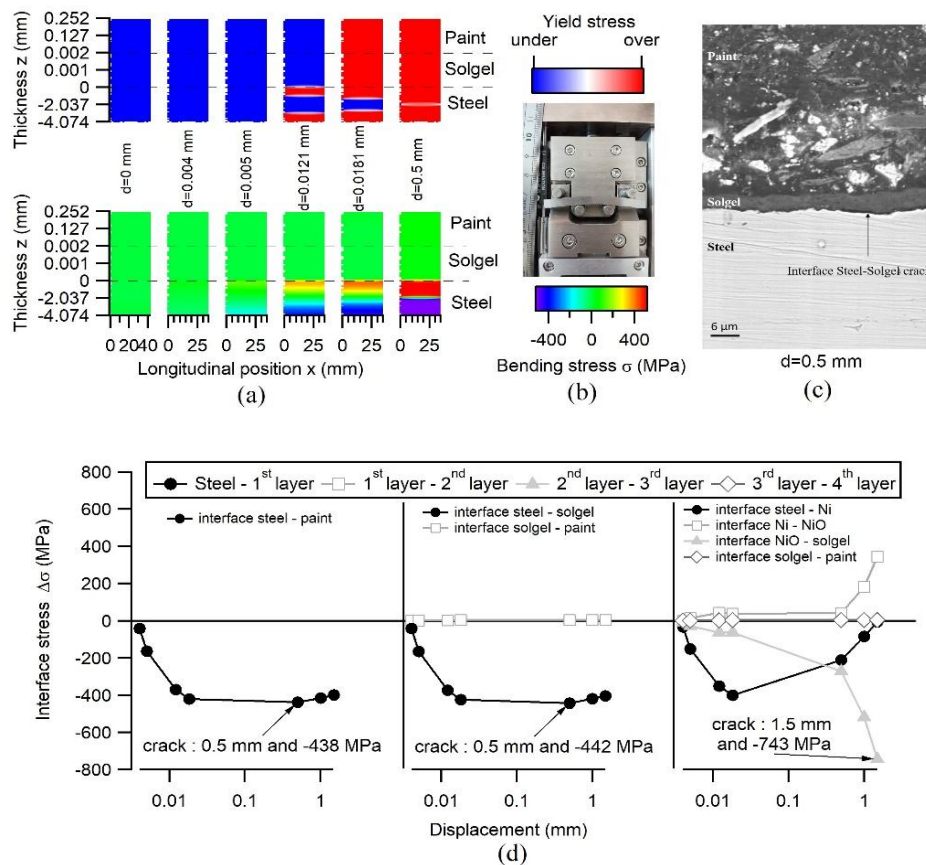 0.252
0.002
0.001
0
-2.037
-4.074
Thickness z (mm)
Paint
Solgel
Steel
d=0 mm
d=0.004 mm
d=0.005 mm
d=0.0121 mm
d=0.0181 mm
d=0.5 mm
0.252
0.002
0.001
0
-2.037
-4.074
Thickness z (mm)
Paint
Solgel
Steel
0 2040
0 25
0 25
0 25
0 25
0 25
Longitudinal position x (mm)
(a)
Yield stress
under over
-400 0 400
Bending stress σ (MPa)
(b)
Paint
Solgel
Steel
Interface Steel-Solgel crack
6 µm
d=0.5 mm
(c)
Steel - 1st layer 1st layer - 2nd layer 2nd layer - 3rd layer 3rd layer - 4th layer
800
600
400
200
0
-200
-400
-600
-800
Interface stress Δσ (MPa)
interface steel - paint
crack : 0.5 mm and -438 MPa
interface steel - solgel
interface solgel - paint
crack : 0.5 mm and -442 MPa
interface steel - Ni
interface Ni - NiO
interface NiO - solgel
interface solgel - paint
crack : 1.5 mm
and -743 MPa
0.01 0.1 1
0.01 0.1 1
0.01 0.1 1
Displacement (mm)
(d)